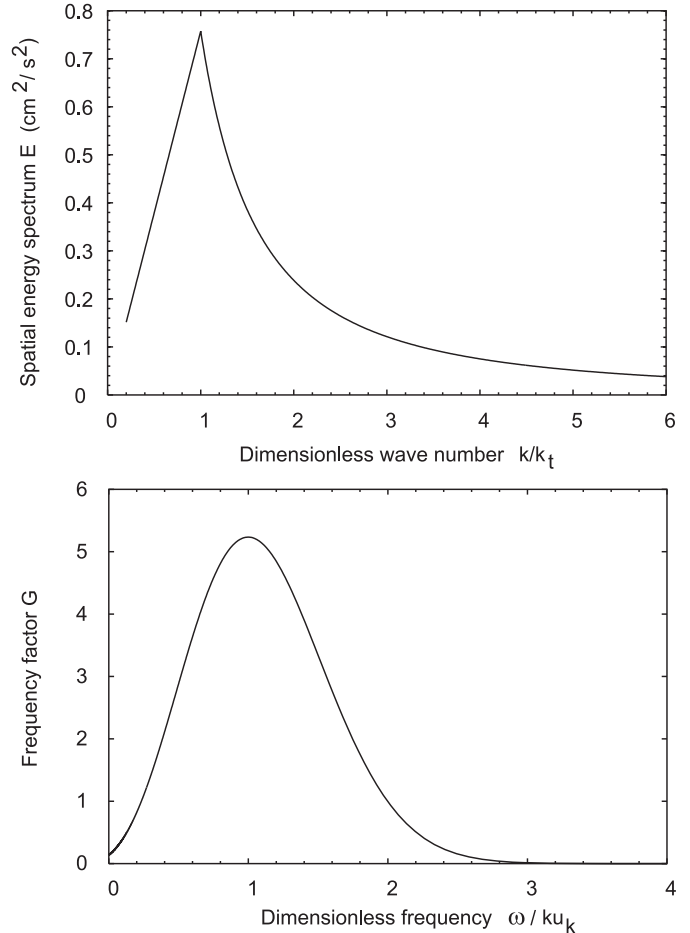 0.8
0.7
0.6
0.5
0.4
0.3
0.2
0.1
0
Spatial energy spectrum E (cm²/s²)
0 1 2 3 4 5 6
Dimensionless wave number k/kₜ
6
5
4
3
2
1
0
Frequency factor G
0 1 2 3 4
Dimensionless frequency ω / kuₖ